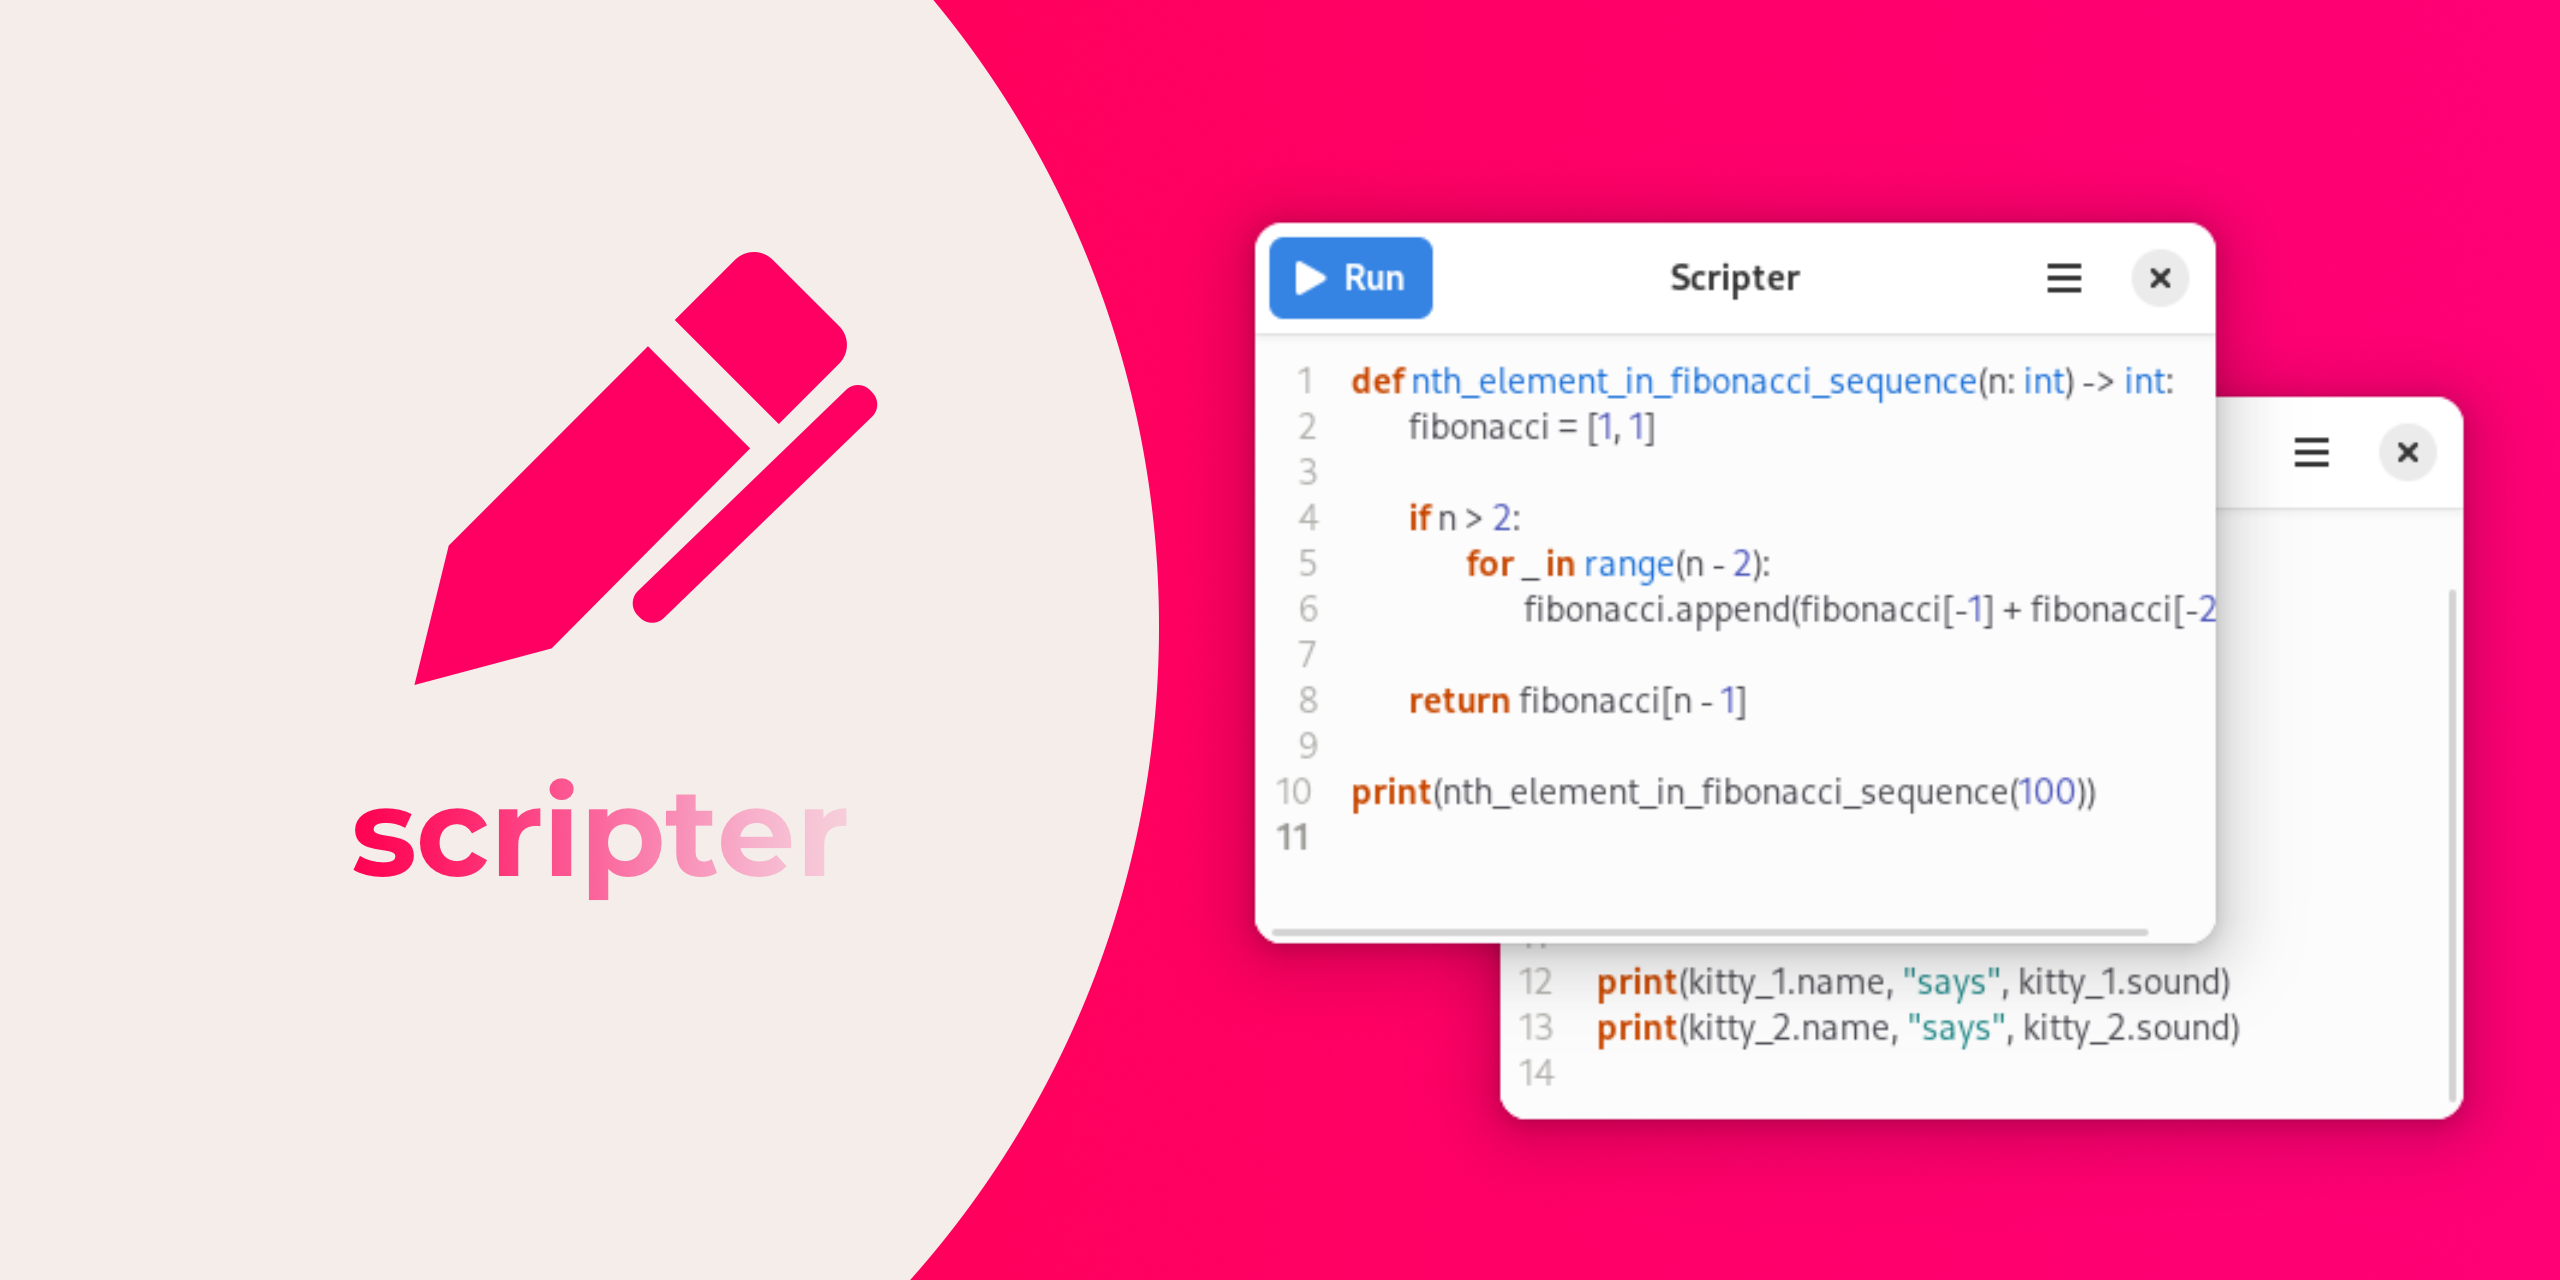 scripter
Run
Scripter
1 def nth_element_in_fibonacci_sequence(n: int) -> int:
2 fibonacci = [1, 1]
3
4 if n > 2:
5 for _ in range(n - 2):
6 fibonacci.append(fibonacci[-1] + fibonacci[-2
7
8 return fibonacci[n - 1]
9
10 print(nth_element_in_fibonacci_sequence(100))
11
12 print(kitty_1.name, "says", kitty_1.sound)
13 print(kitty_2.name, "says", kitty_2.sound)
14